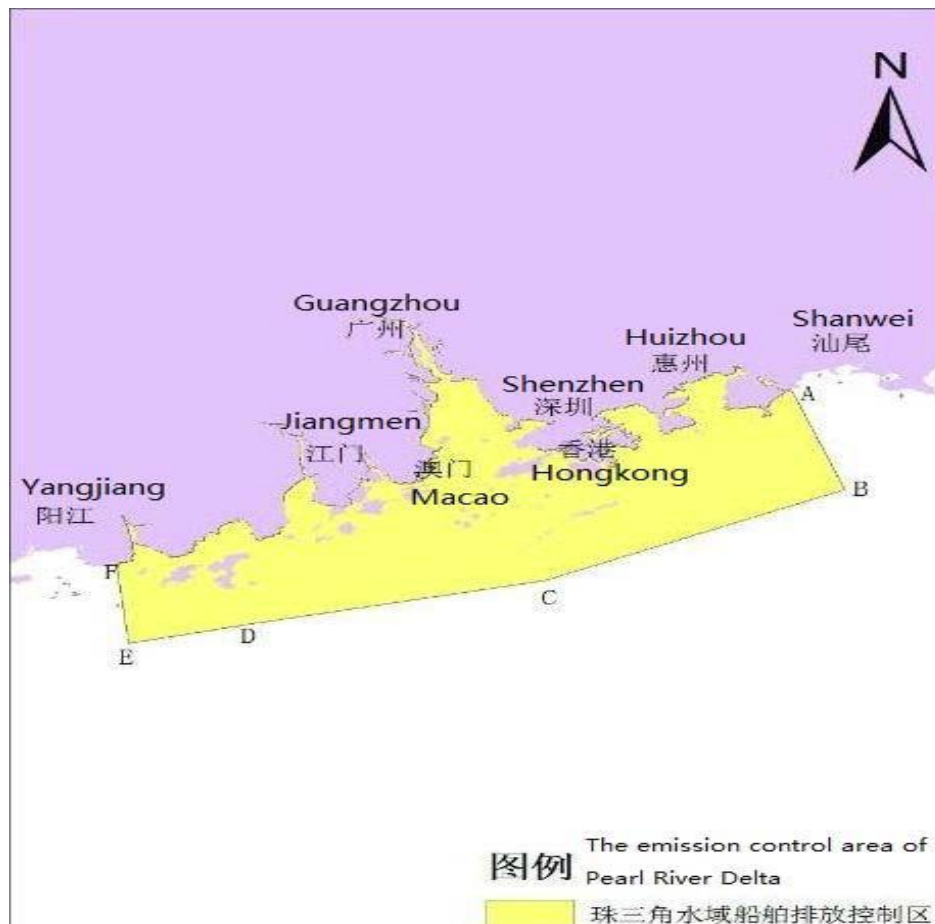 N
Guangzhou
广州
Shanwei
汕尾
Huizhou
惠州
Shenzhen
深圳
A
Jiangmen
江门
香港
Hongkong
澳门
Macao
Yangjiang
阳江
B
F
C
D
E
图例
The emission control area of
Pearl River Delta
珠三角水域船舶排放控制区